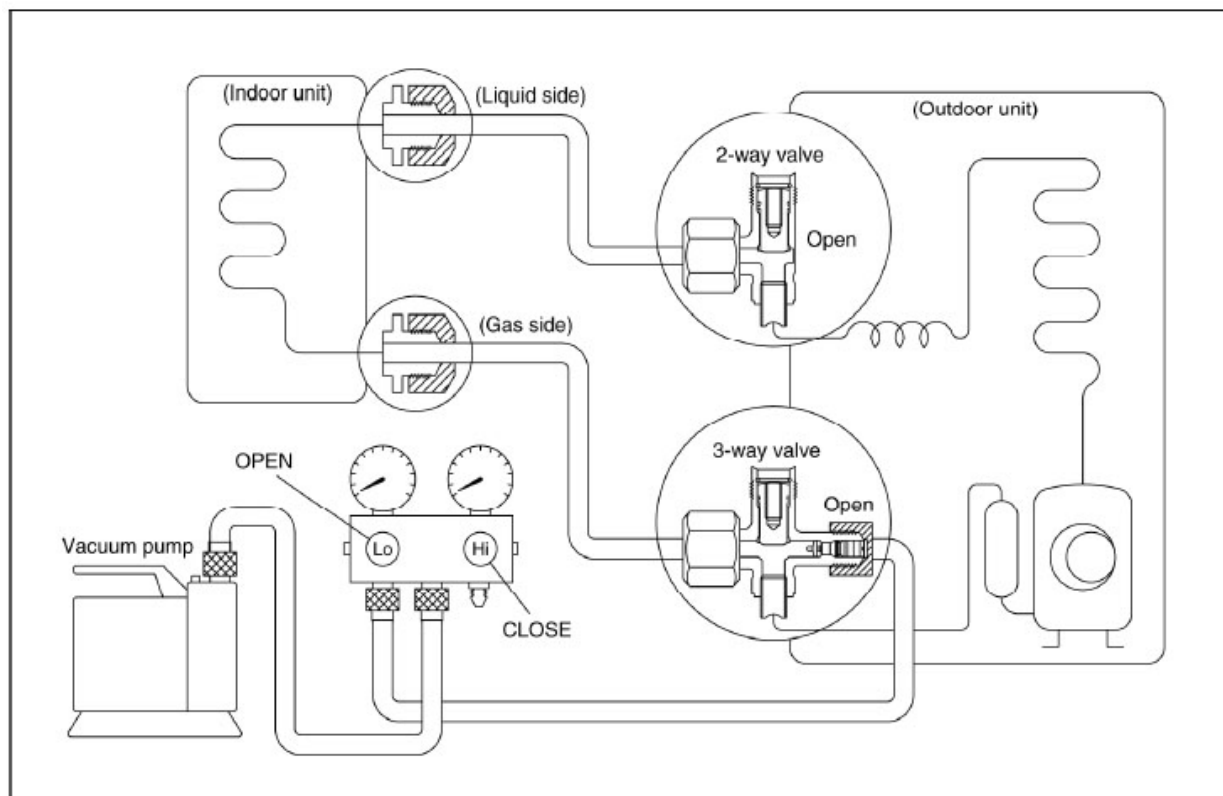 (Indoor unit)
(Liquid side)
(Outdoor unit)
2-way valve
Open
(Gas side)
3-way valve
Open
OPEN
Lo
Hi
Vacuum pump
CLOSE